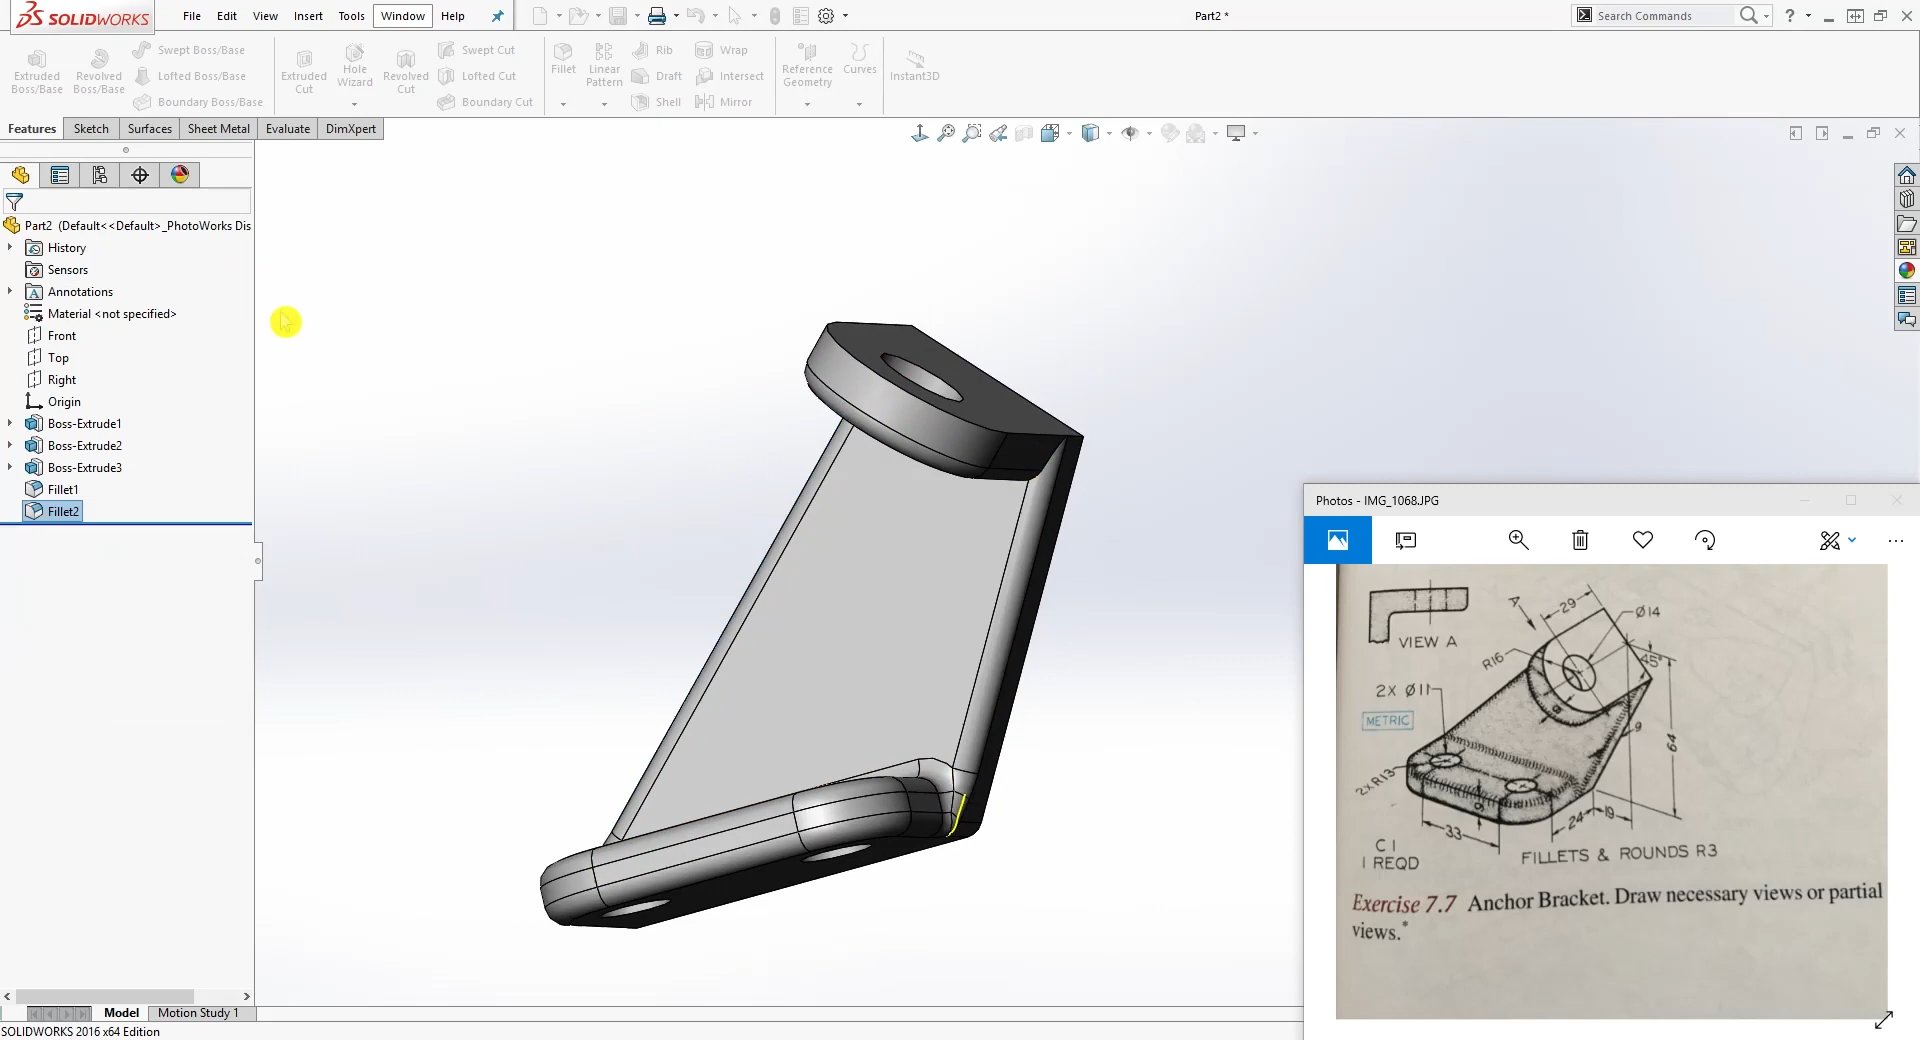 SOLIDWORKS
File Edit View Insert Tools Window Help
Part2 *
Search Commands
Extruded Boss/Base
Revolved Boss/Base
Swept Boss/Base
Lofted Boss/Base
Boundary Boss/Base
Extruded Cut
Hole Wizard
Revolved Cut
Swept Cut
Lofted Cut
Boundary Cut
Fillet
Linear Pattern
Rib
Draft
Shell
Wrap
Intersect
Mirror
Reference Geometry
Curves
Instant3D
Features Sketch Surfaces Sheet Metal Evaluate DimXpert
Part2 (Default<<Default>_PhotoWorks Dis
History
Sensors
Annotations
Material <not specified>
Front
Top
Right
Origin
Boss-Extrude1
Boss-Extrude2
Boss-Extrude3
Fillet1
Fillet2
Model Motion Study 1
SOLIDWORKS 2016 x64 Edition
Photos - IMG_1068.JPG
VIEW A
A
29
Ø14
R16
45°
2X Ø11
METRIC
8
9
64
2XR13
9
33
24
19
C I
I REQD
FILLETS & ROUNDS R3
Exercise 7.7 Anchor Bracket. Draw necessary views or partial
views.*